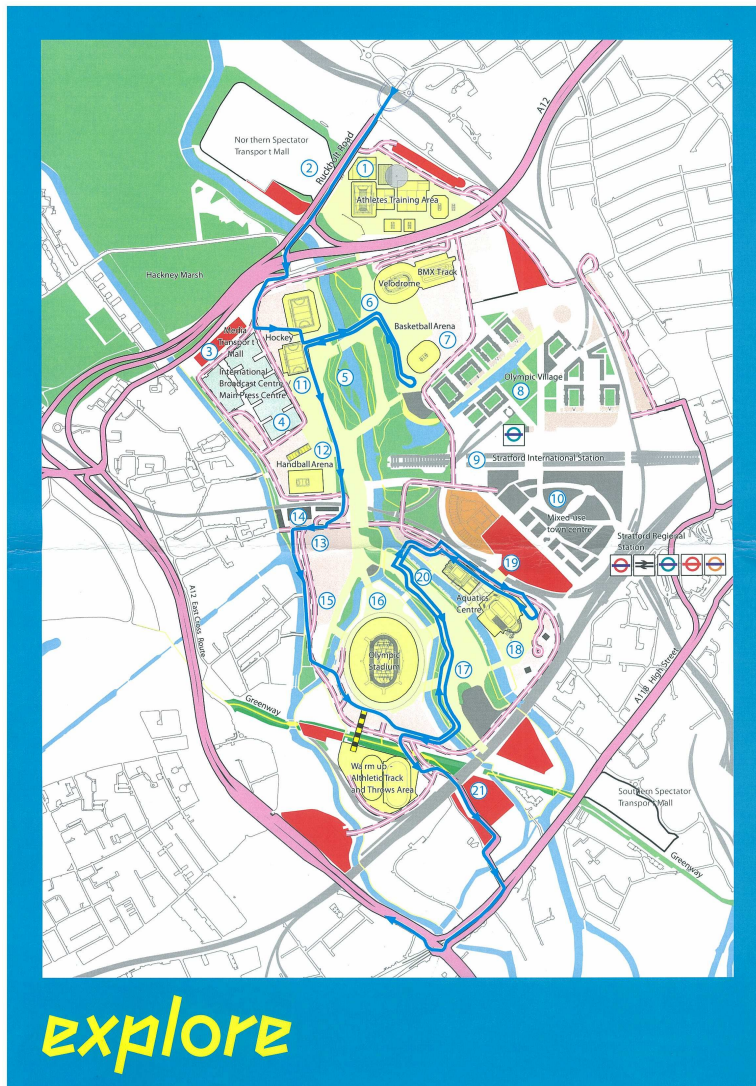 A12
Northern Spectator
Transport Mall
Ruckholt Road
2
1
Athletes Training Area
Hackney Marsh
BMX Track
Velodrome
6
Media
Transport
Mall
3
Hockey
Basketball Arena
7
International
Broadcast Centre/
Main Press Centre
11
5
Olympic Village
8
4
12
Handball Arena
9
Stratford International Station
10
Mixed-use
town centre
14
13
Stratford Regional
Station
19
20
Aquatics
Centre
15
16
A12 East Cross Route
Olympic
Stadium
18
17
A118 High Street
Greenway
Warm up -
Athletic Track
and Throws Area
21
Southern Spectator
Transport Mall
Greenway
explore